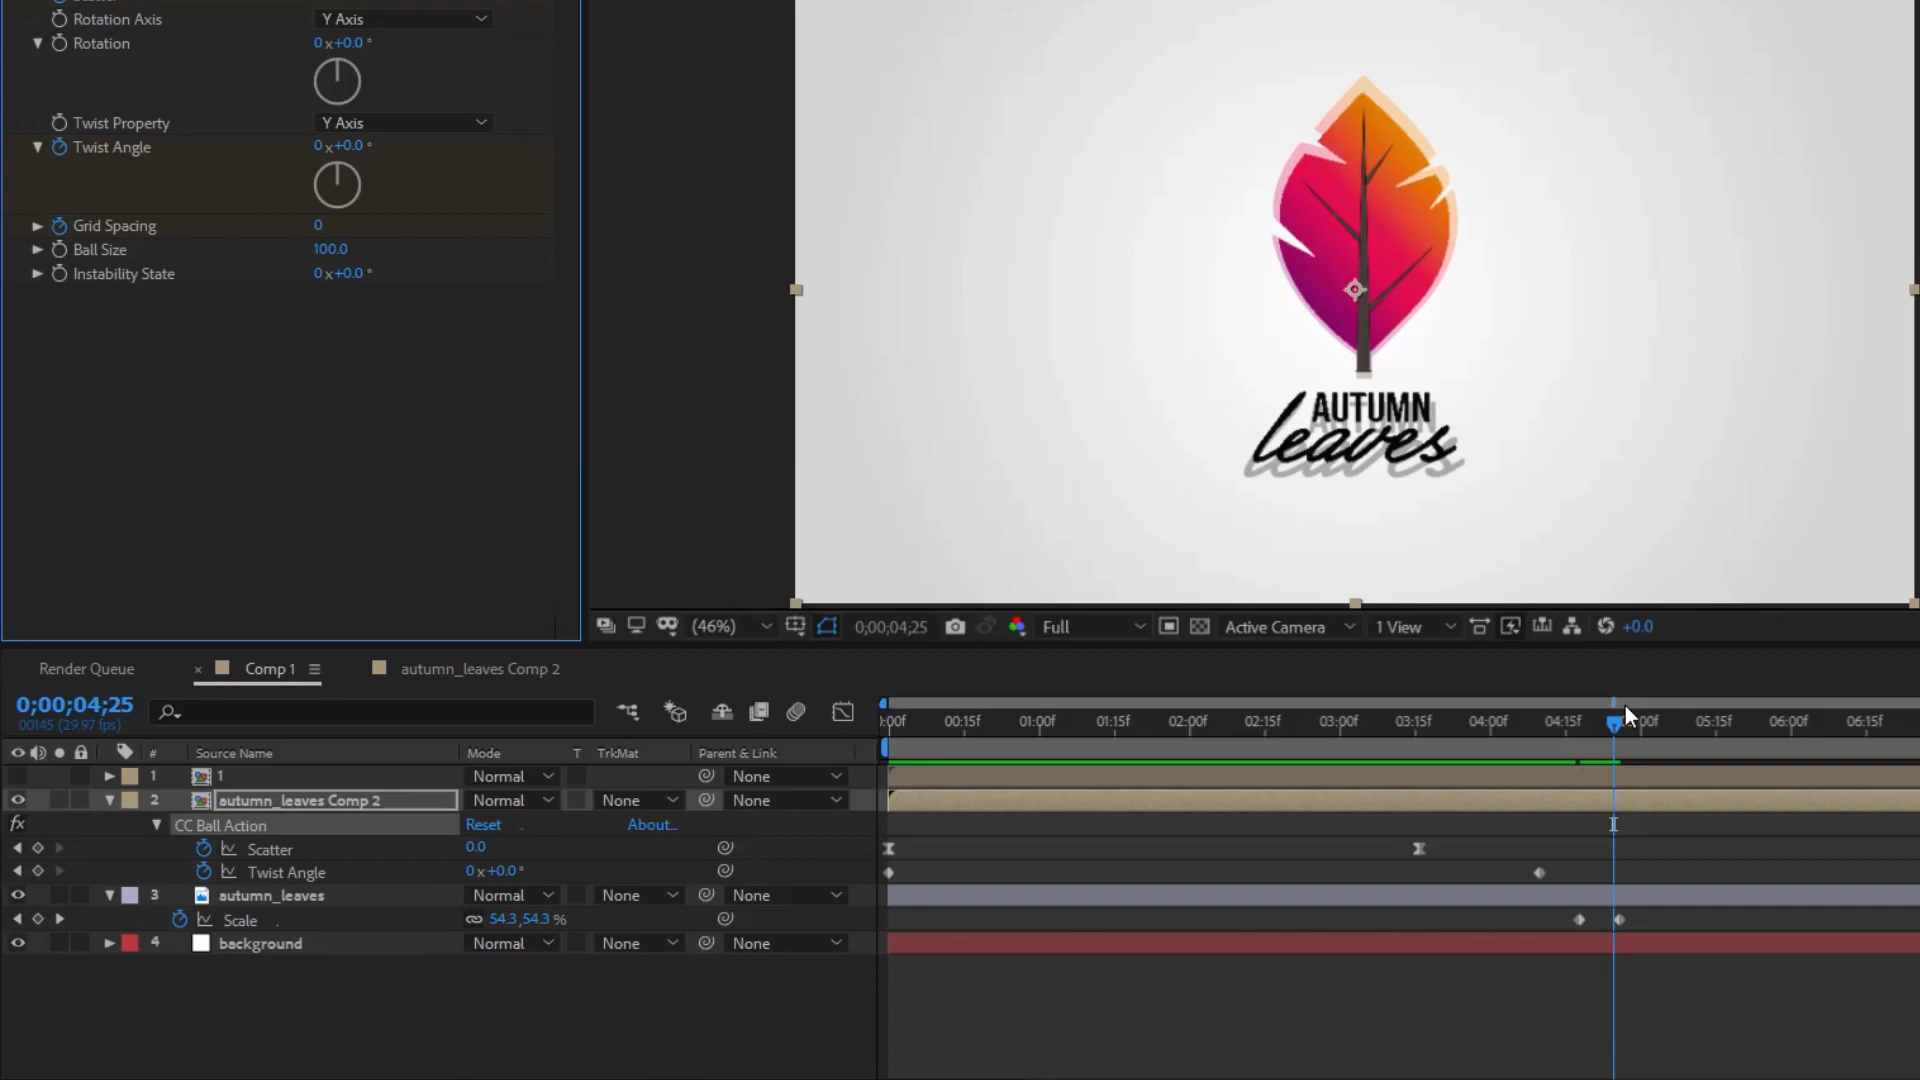 Rotation Axis Y Axis
Rotation 0 x+0.0 °
Twist Property Y Axis
Twist Angle 0 x+0.0 °
Grid Spacing 0
Ball Size 100.0
Instability State 0 x+0.0 °
AUTUMN
leaves
(46%) 0;00;04;25 Full Active Camera 1 View +0.0
Render Queue × Comp 1 autumn_leaves Comp 2
0;00;04;25
00145 (29.97 fps)
:00f 00:15f 01:00f 01:15f 02:00f 02:15f 03:00f 03:15f 04:00f 04:15f :00f 05:15f 06:00f 06:15f
# Source Name Mode T TrkMat Parent & Link
1 1 Normal None
2 autumn_leaves Comp 2 Normal None None
fx CC Ball Action Reset About...
Scatter 0.0
Twist Angle 0 x+0.0 °
3 autumn_leaves Normal None None
Scale 54.3,54.3 %
4 background Normal None None